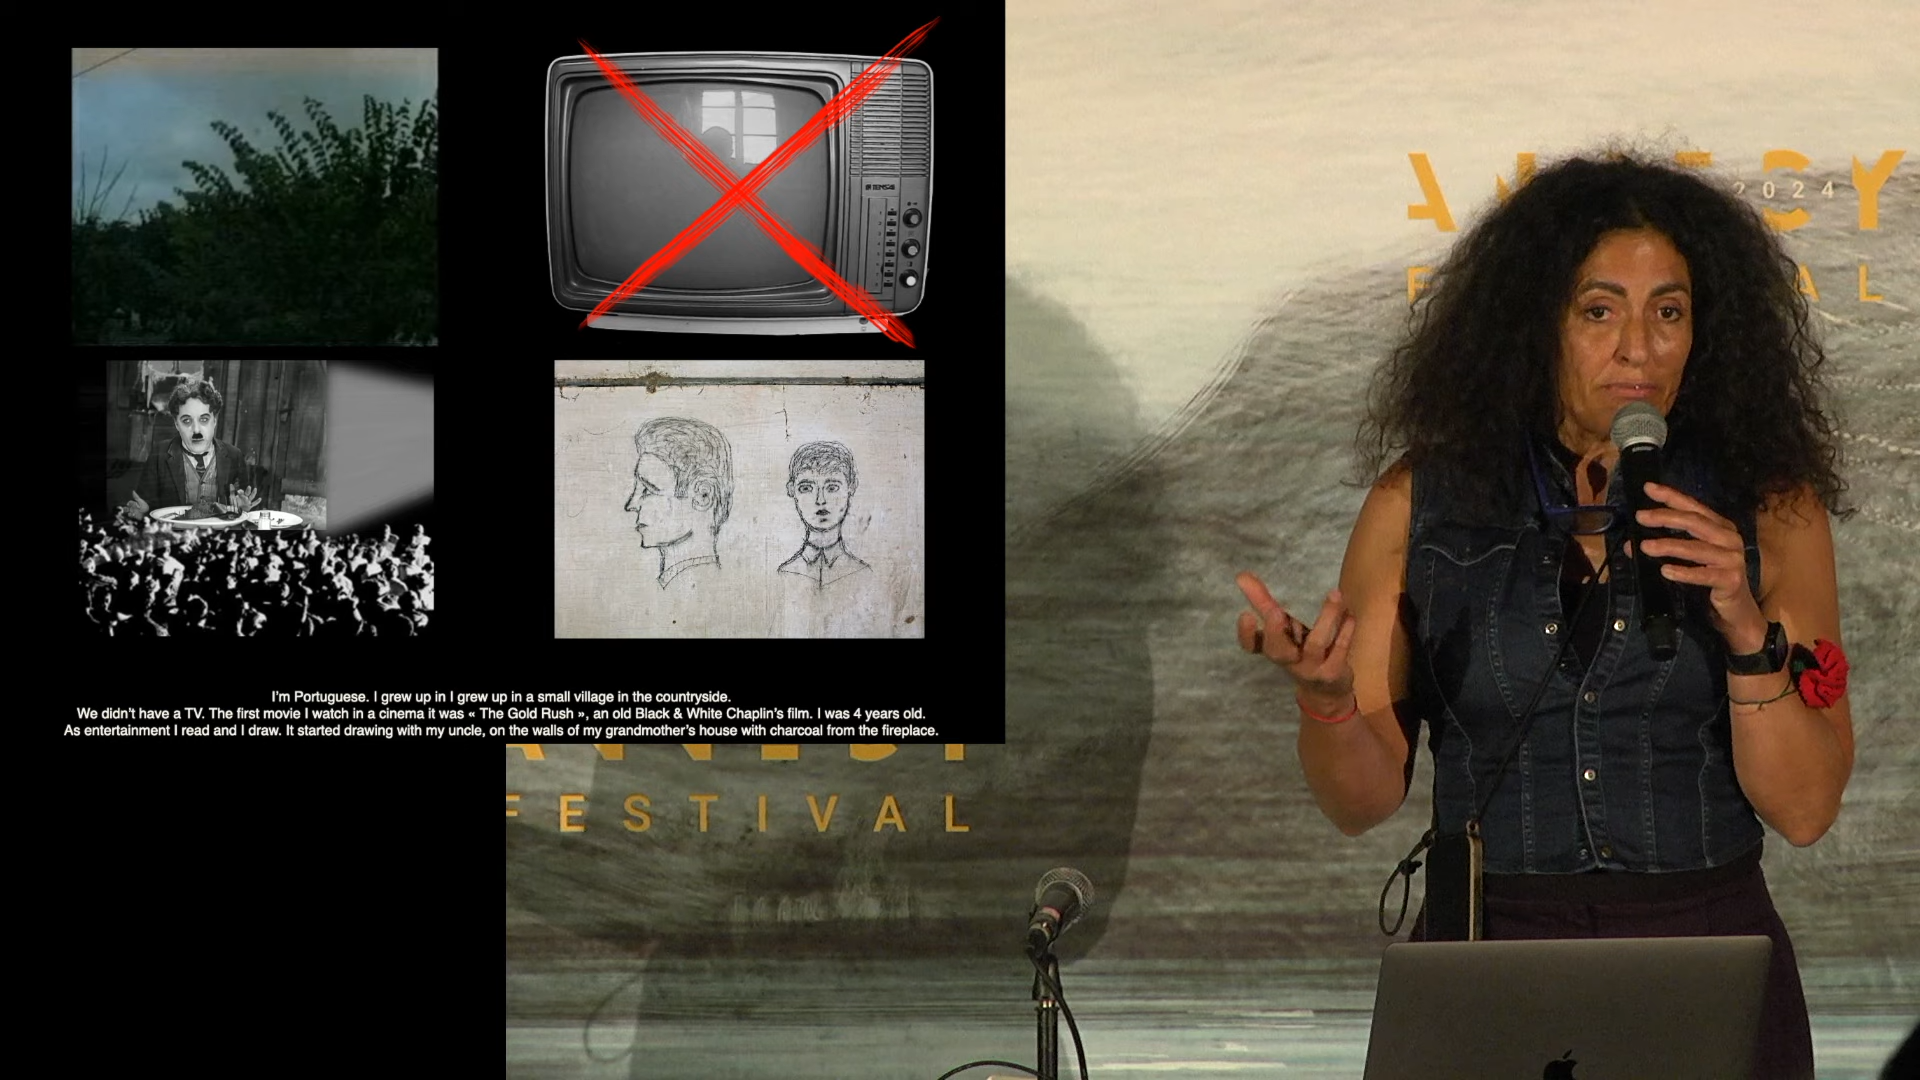 I'm Portuguese. I grew up in I grew up in a small village in the countryside.
We didn't have a TV. The first movie I watch in a cinema it was « The Gold Rush », an old Black & White Chaplin's film. I was 4 years old.
As entertainment I read and I draw. It started drawing with my uncle, on the walls of my grandmother's house with charcoal from the fireplace.
2024
FESTIVAL